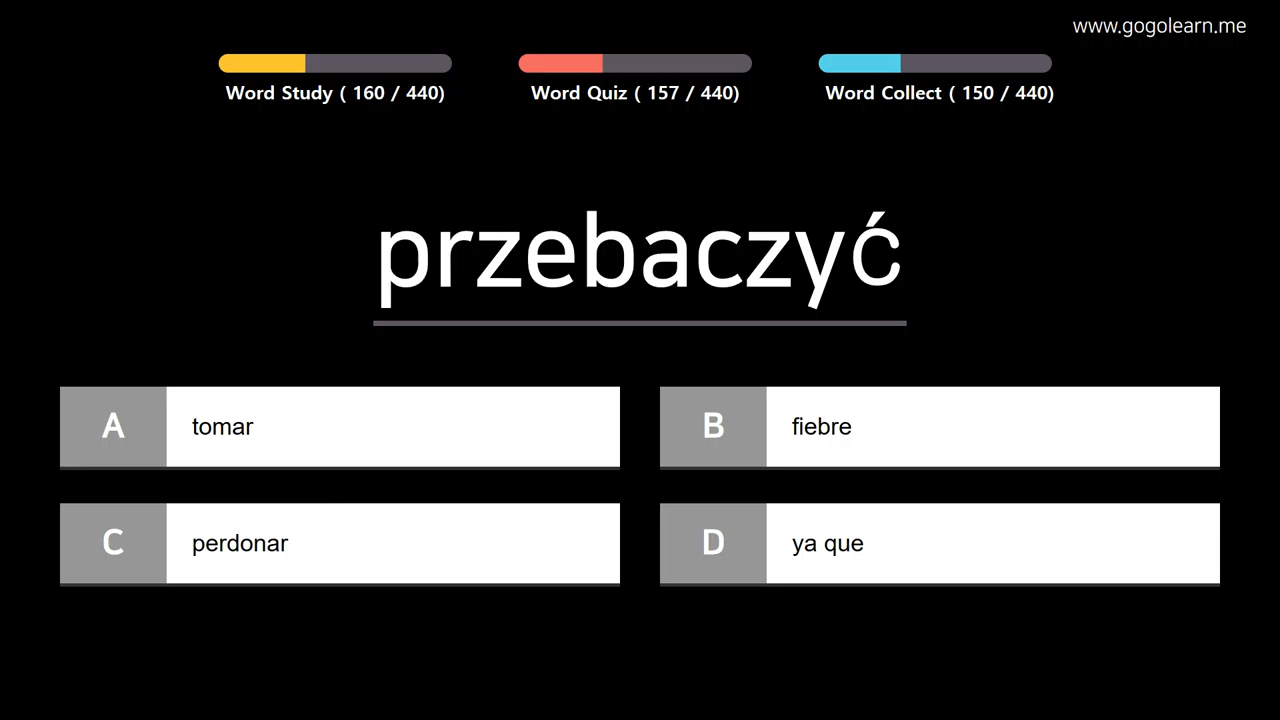 www.gogolearn.me
Word Study ( 160 / 440)
Word Quiz ( 157 / 440)
Word Collect ( 150 / 440)
przebaczyć
A tomar
B fiebre
C perdonar
D ya que